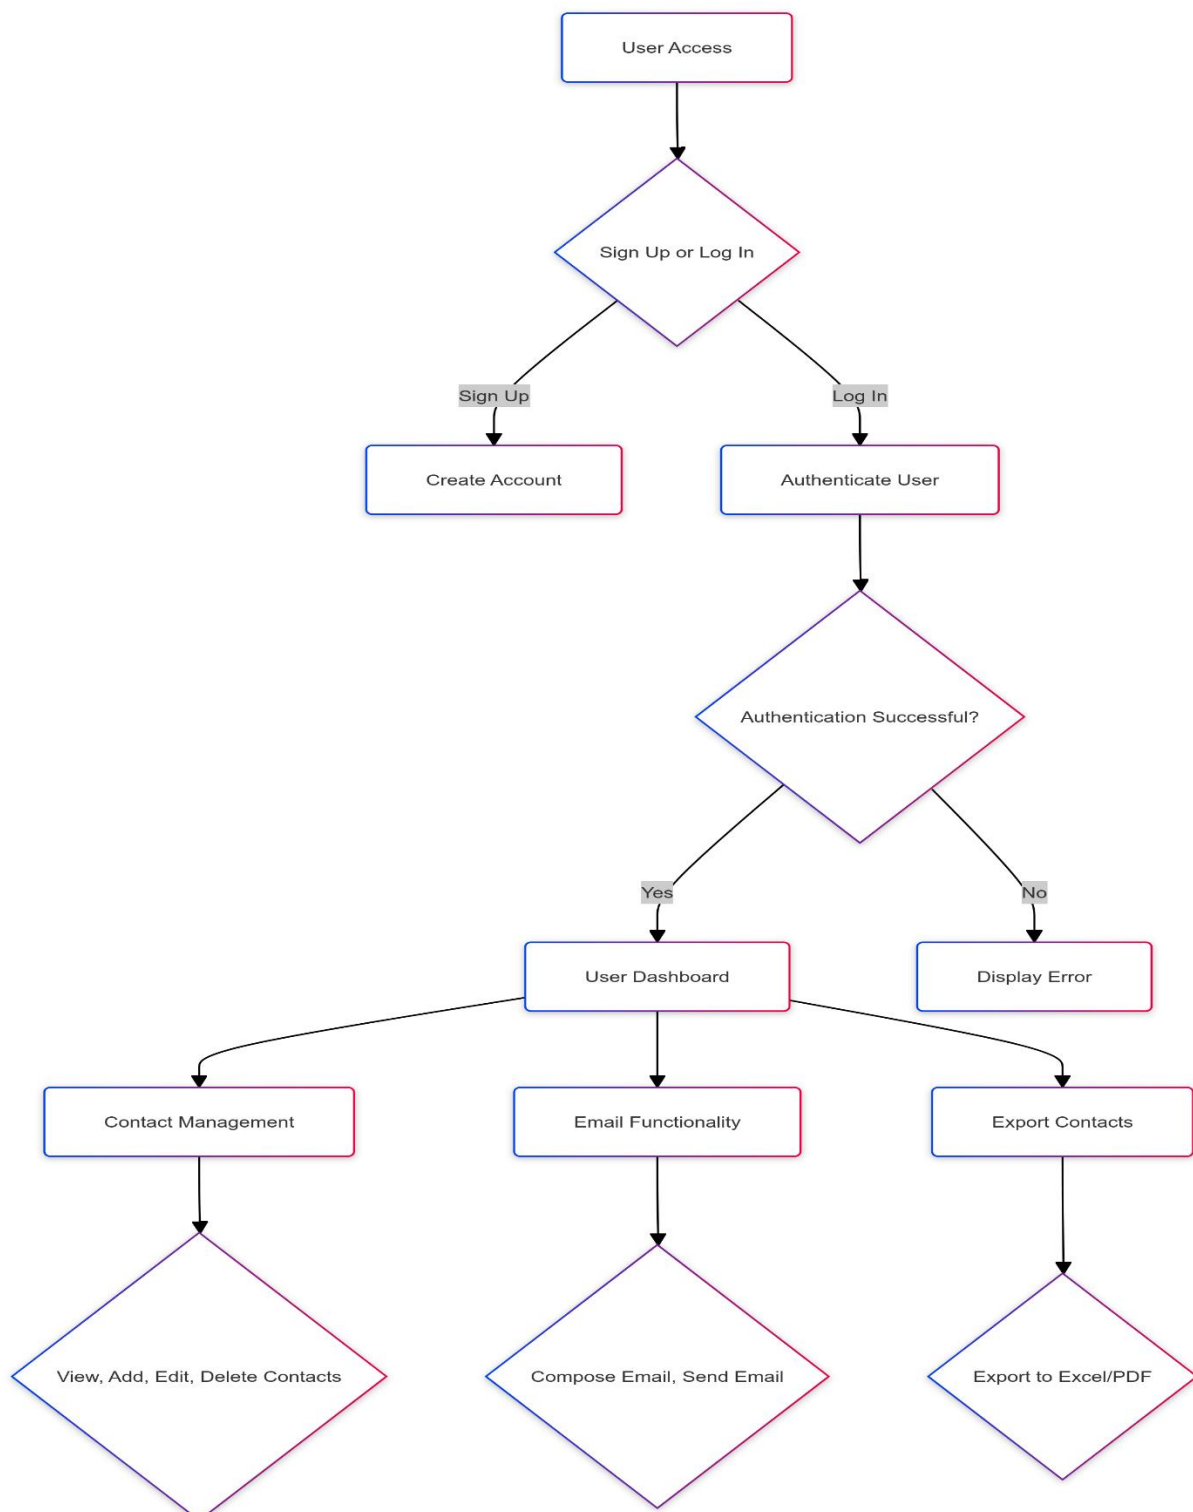 User Access
Sign Up or Log In
Sign Up
Log In
Create Account
Authenticate User
Authentication Successful?
Yes
No
User Dashboard
Display Error
Contact Management
Email Functionality
Export Contacts
View, Add, Edit, Delete Contacts
Compose Email, Send Email
Export to Excel/PDF